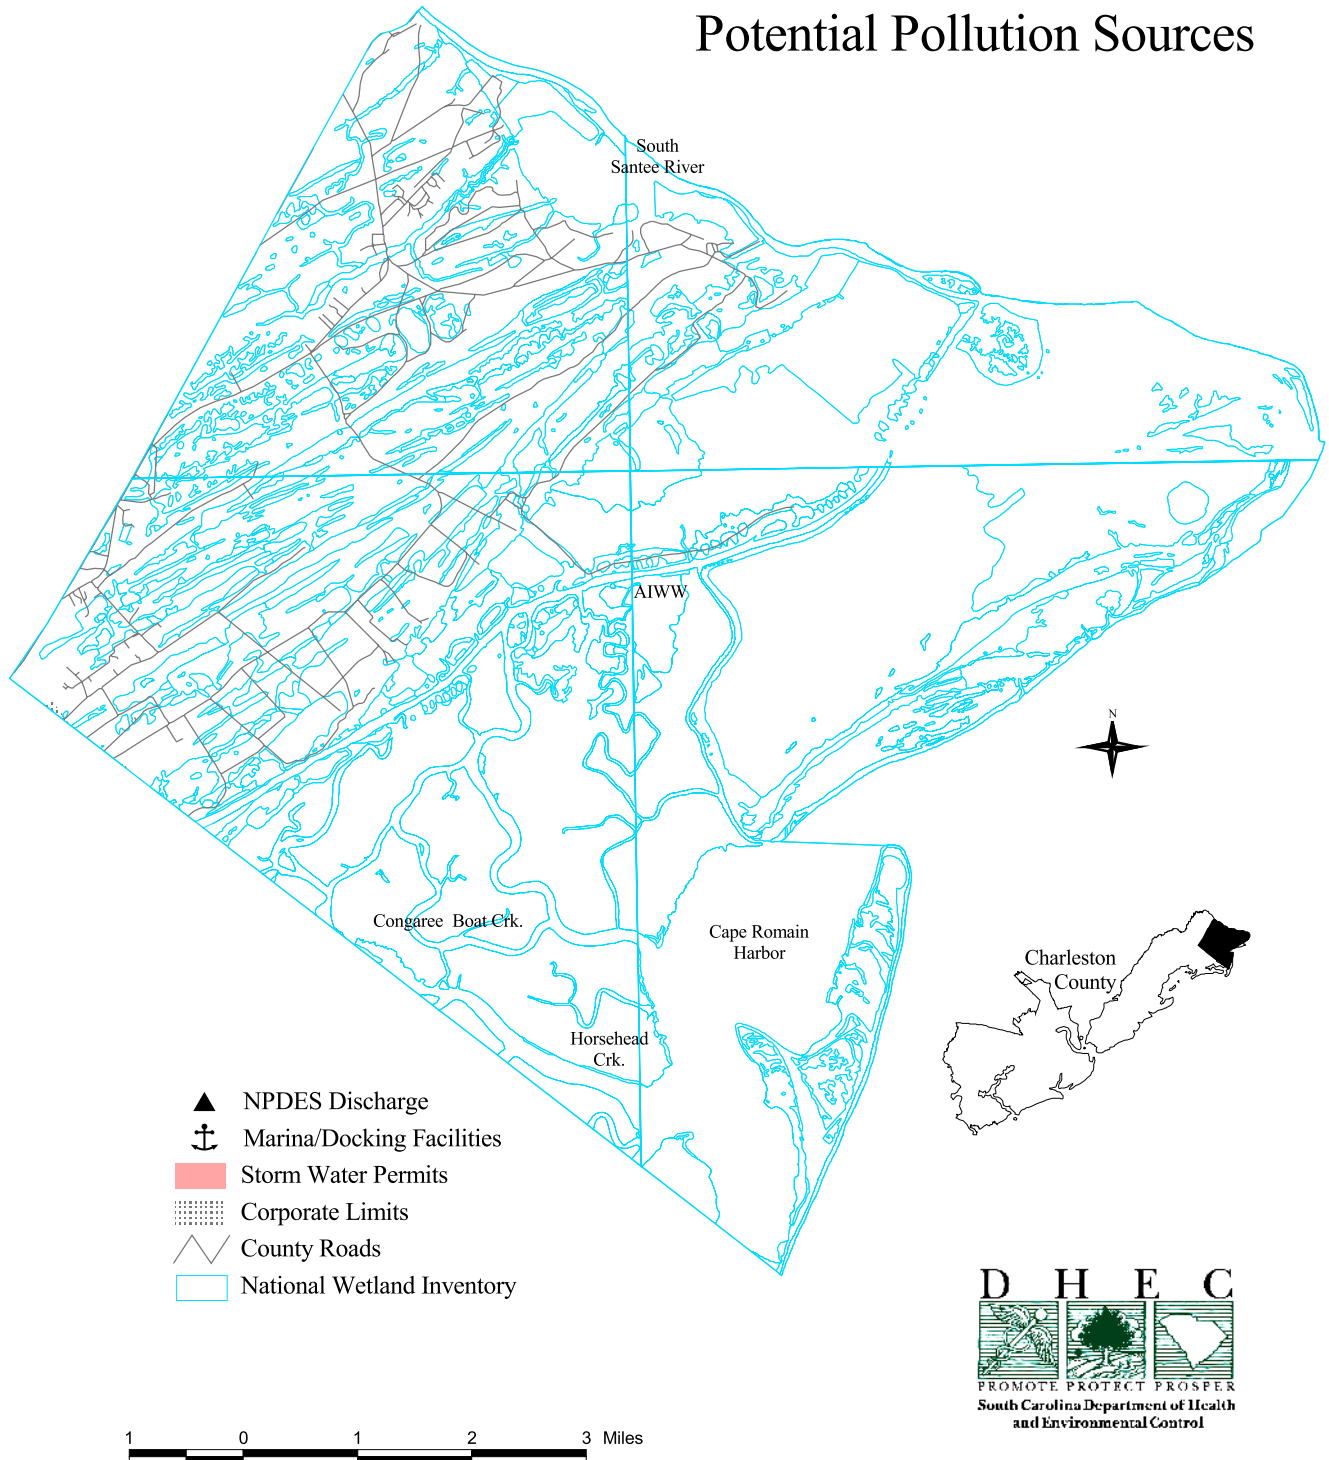 Potential Pollution Sources
South
Santee River
AIWW
N
Congaree Boat Crk.
Cape Romain
Harbor
Charleston
County
Horsehead
Crk.
NPDES Discharge
Marina/Docking Facilities
Storm Water Permits
Corporate Limits
County Roads
National Wetland Inventory
D H E C
PROMOTE PROTECT PROSPER
South Carolina Department of Health
and Environmental Control
1 0 1 2 3 Miles